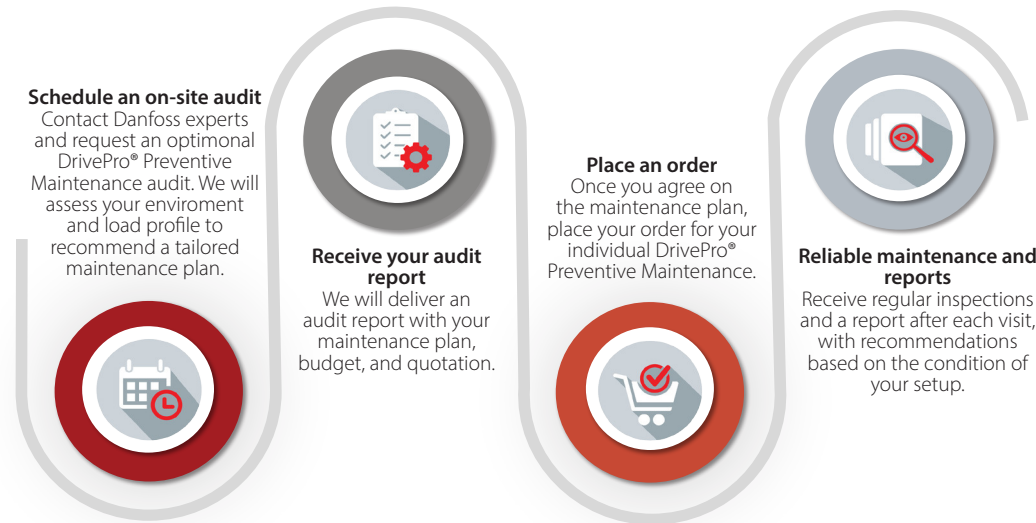 Schedule an on-site audit
Contact Danfoss experts
and request an optimonal
DrivePro® Preventive
Maintenance audit. We will
assess your enviroment
and load profile to
recommend a tailored
maintenance plan.
Receive your audit
report
We will deliver an
audit report with your
maintenance plan,
budget, and quotation.
Place an order
Once you agree on
the maintenance plan,
place your order for your
individual DrivePro®
Preventive Maintenance.
Reliable maintenance and
reports
Receive regular inspections
and a report after each visit,
with recommendations
based on the condition of
your setup.